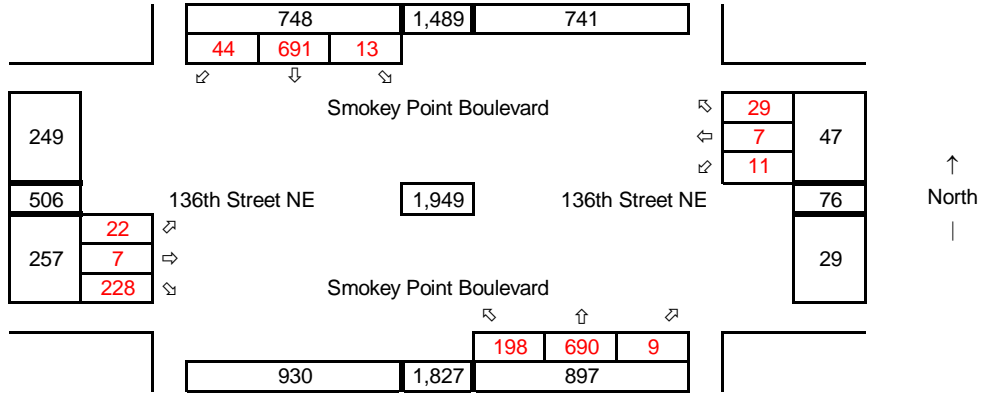 748 1,489 741
44 691 13
Smokey Point Boulevard
29
249 7 47
11
↑
506 136th Street NE 1,949 136th Street NE 76 North
|
22
257 7 29
228 Smokey Point Boulevard
198 690 9
930 1,827 897